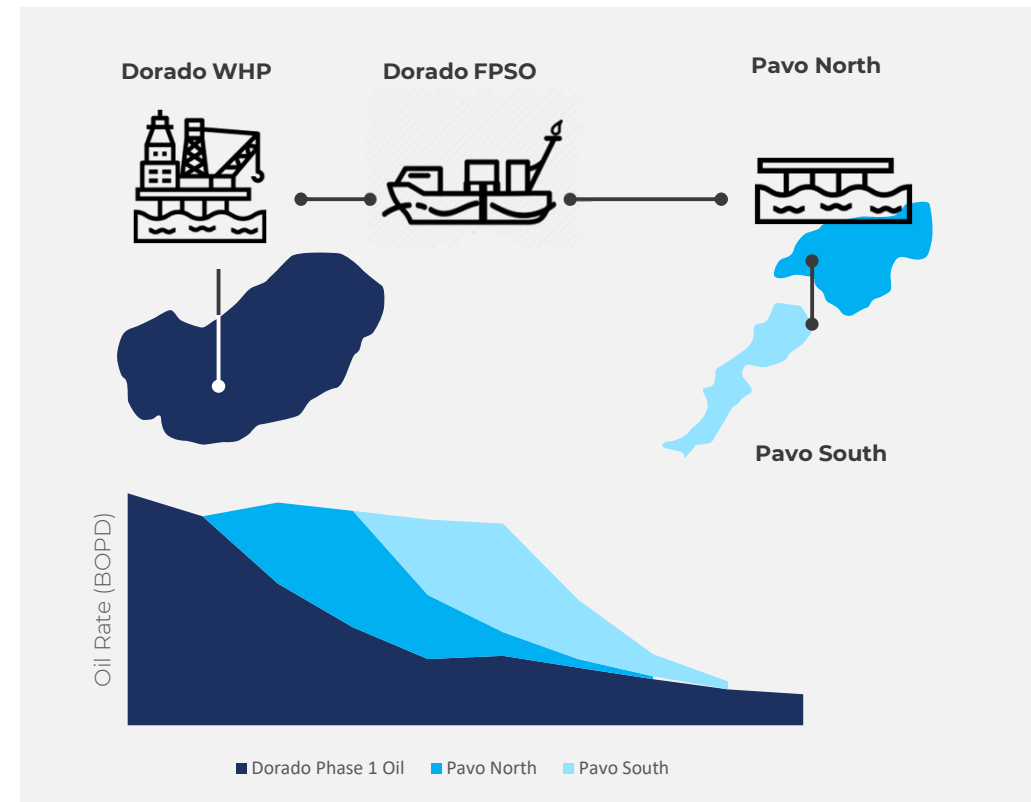 Dorado WHP
Dorado FPSO
Pavo North
Pavo South
Oil Rate (BOPD)
Dorado Phase 1 Oil
Pavo North
Pavo South